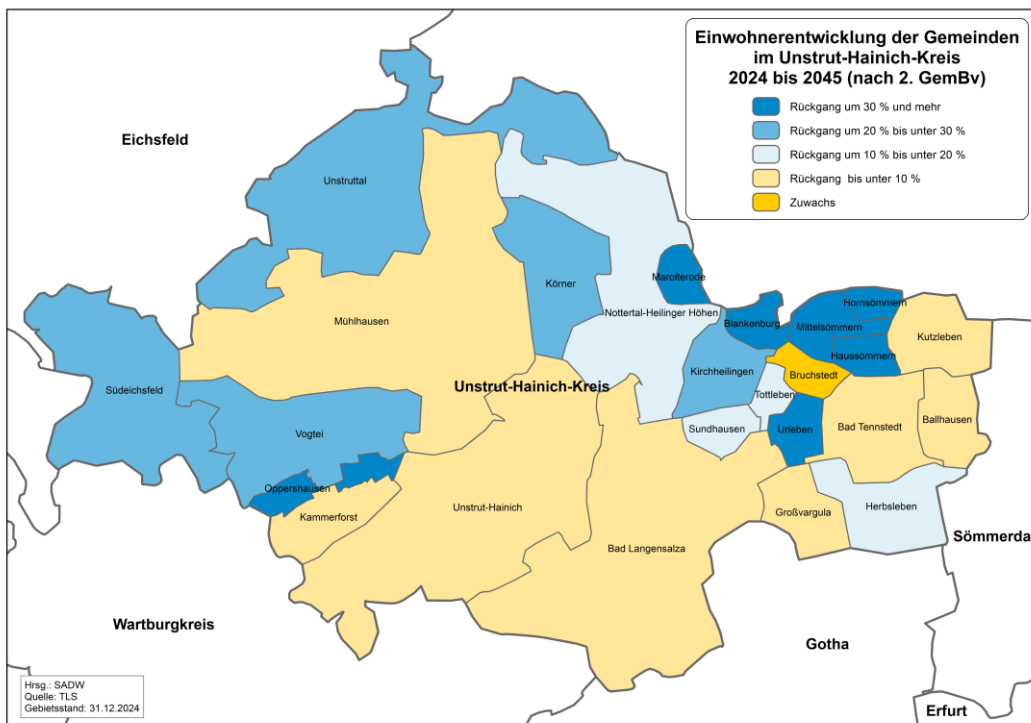 Einwohnerentwicklung der Gemeinden
im Unstrut-Hainich-Kreis
2024 bis 2045 (nach 2. GemBv)
Rückgang um 30 % und mehr
Rückgang um 20 % bis unter 30 %
Rückgang um 10 % bis unter 20 %
Rückgang bis unter 10 %
Zuwachs
Eichsfeld
Unstruttal
Marolterode
Körner
Hornsömmern
Nottertal-Heilinger Höhen
Mühlhausen
Blankenburg
Mittelsömmern
Kutzleben
Haussömmern
Kirchheilingen
Bruchstedt
Unstrut-Hainich-Kreis
Südeichsfeld
Tottleben
Ballhausen
Vogtei
Sundhausen
Urleben
Bad Tennstedt
Oppershausen
Kammerforst
Unstrut-Hainich
Großvargula
Herbsleben
Sömmerda
Bad Langensalza
Wartburgkreis
Gotha
Hrsg.: SADW
Quelle: TLS
Gebietsstand: 31.12.2024
Erfurt